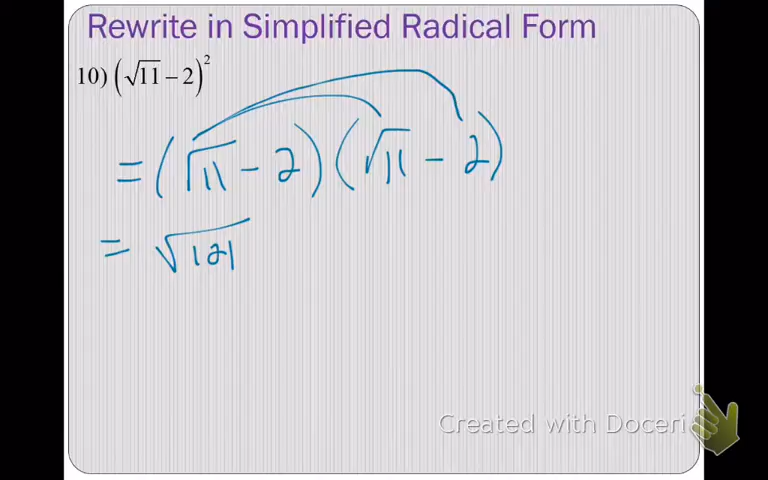 Rewrite in Simplified Radical Form
10) (√11 – 2)²
= (√11 – 2)(√11 – 2)
= √121
Created with Doceri